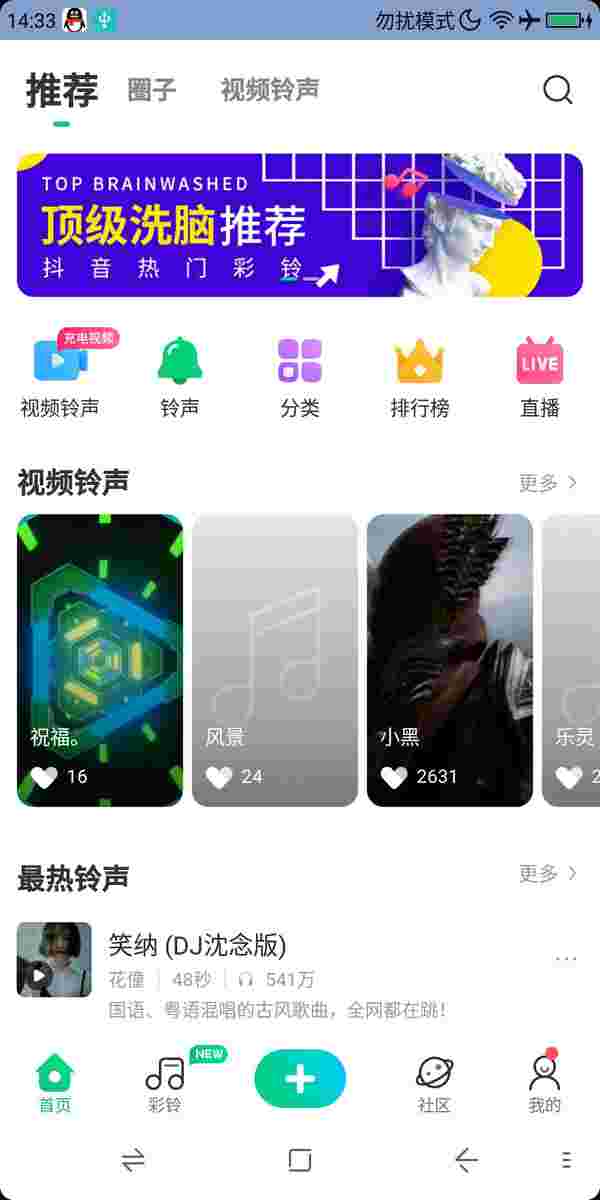 14:33 勿扰模式
推荐 圈子 视频铃声
TOP BRAINWASHED
顶级洗脑推荐
抖音热门彩铃
充电视频
LIVE
视频铃声 铃声 分类 排行榜 直播
视频铃声 更多
祝福。 风景 小黑 乐灵
16 24 2631 2
最热铃声 更多
笑纳 (DJ沈念版)
花僮 48秒 541万
国语、粤语混唱的古风歌曲，全网都在跳！
NEW
首页 彩铃 社区 我的